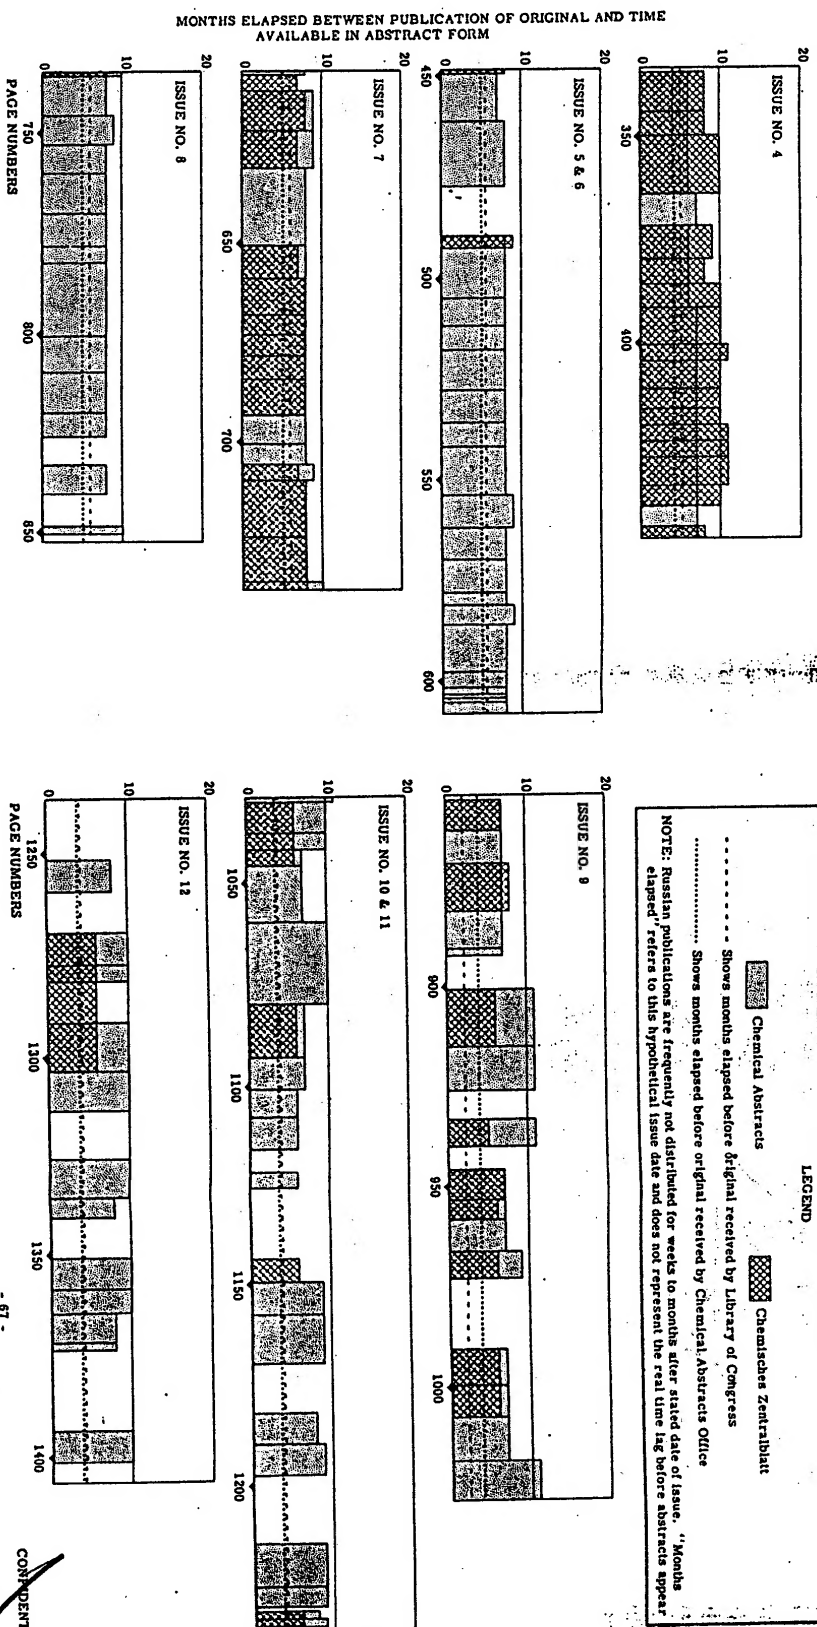 MONTHS ELAPSED BETWEEN PUBLICATION OF ORIGINAL AND TIME
AVAILABLE IN ABSTRACT FORM
ISSUE NO. 4
20
10
0
350
400
ISSUE NO. 5 & 6
20
10
0
450
500
550
600
ISSUE NO. 7
20
10
0
650
700
ISSUE NO. 8
20
10
0
750
800
850
PAGE NUMBERS
LEGEND
Chemical Abstracts
Chemisches Zentralblatt
Shows months elapsed before original received by Library of Congress
Shows months elapsed before original received by Chemical Abstracts Office
NOTE: Russian publications are frequently not distributed for weeks to months after stated date of issue. "Months
elapsed" refers to this hypothetical issue date and does not represent the real time lag before abstracts appear
ISSUE NO. 9
20
10
0
900
950
1000
ISSUE NO. 10 & 11
20
10
0
1050
1100
1150
1200
ISSUE NO. 12
20
10
0
1250
1300
1350
1400
PAGE NUMBERS
- 67 -
CONFIDENT